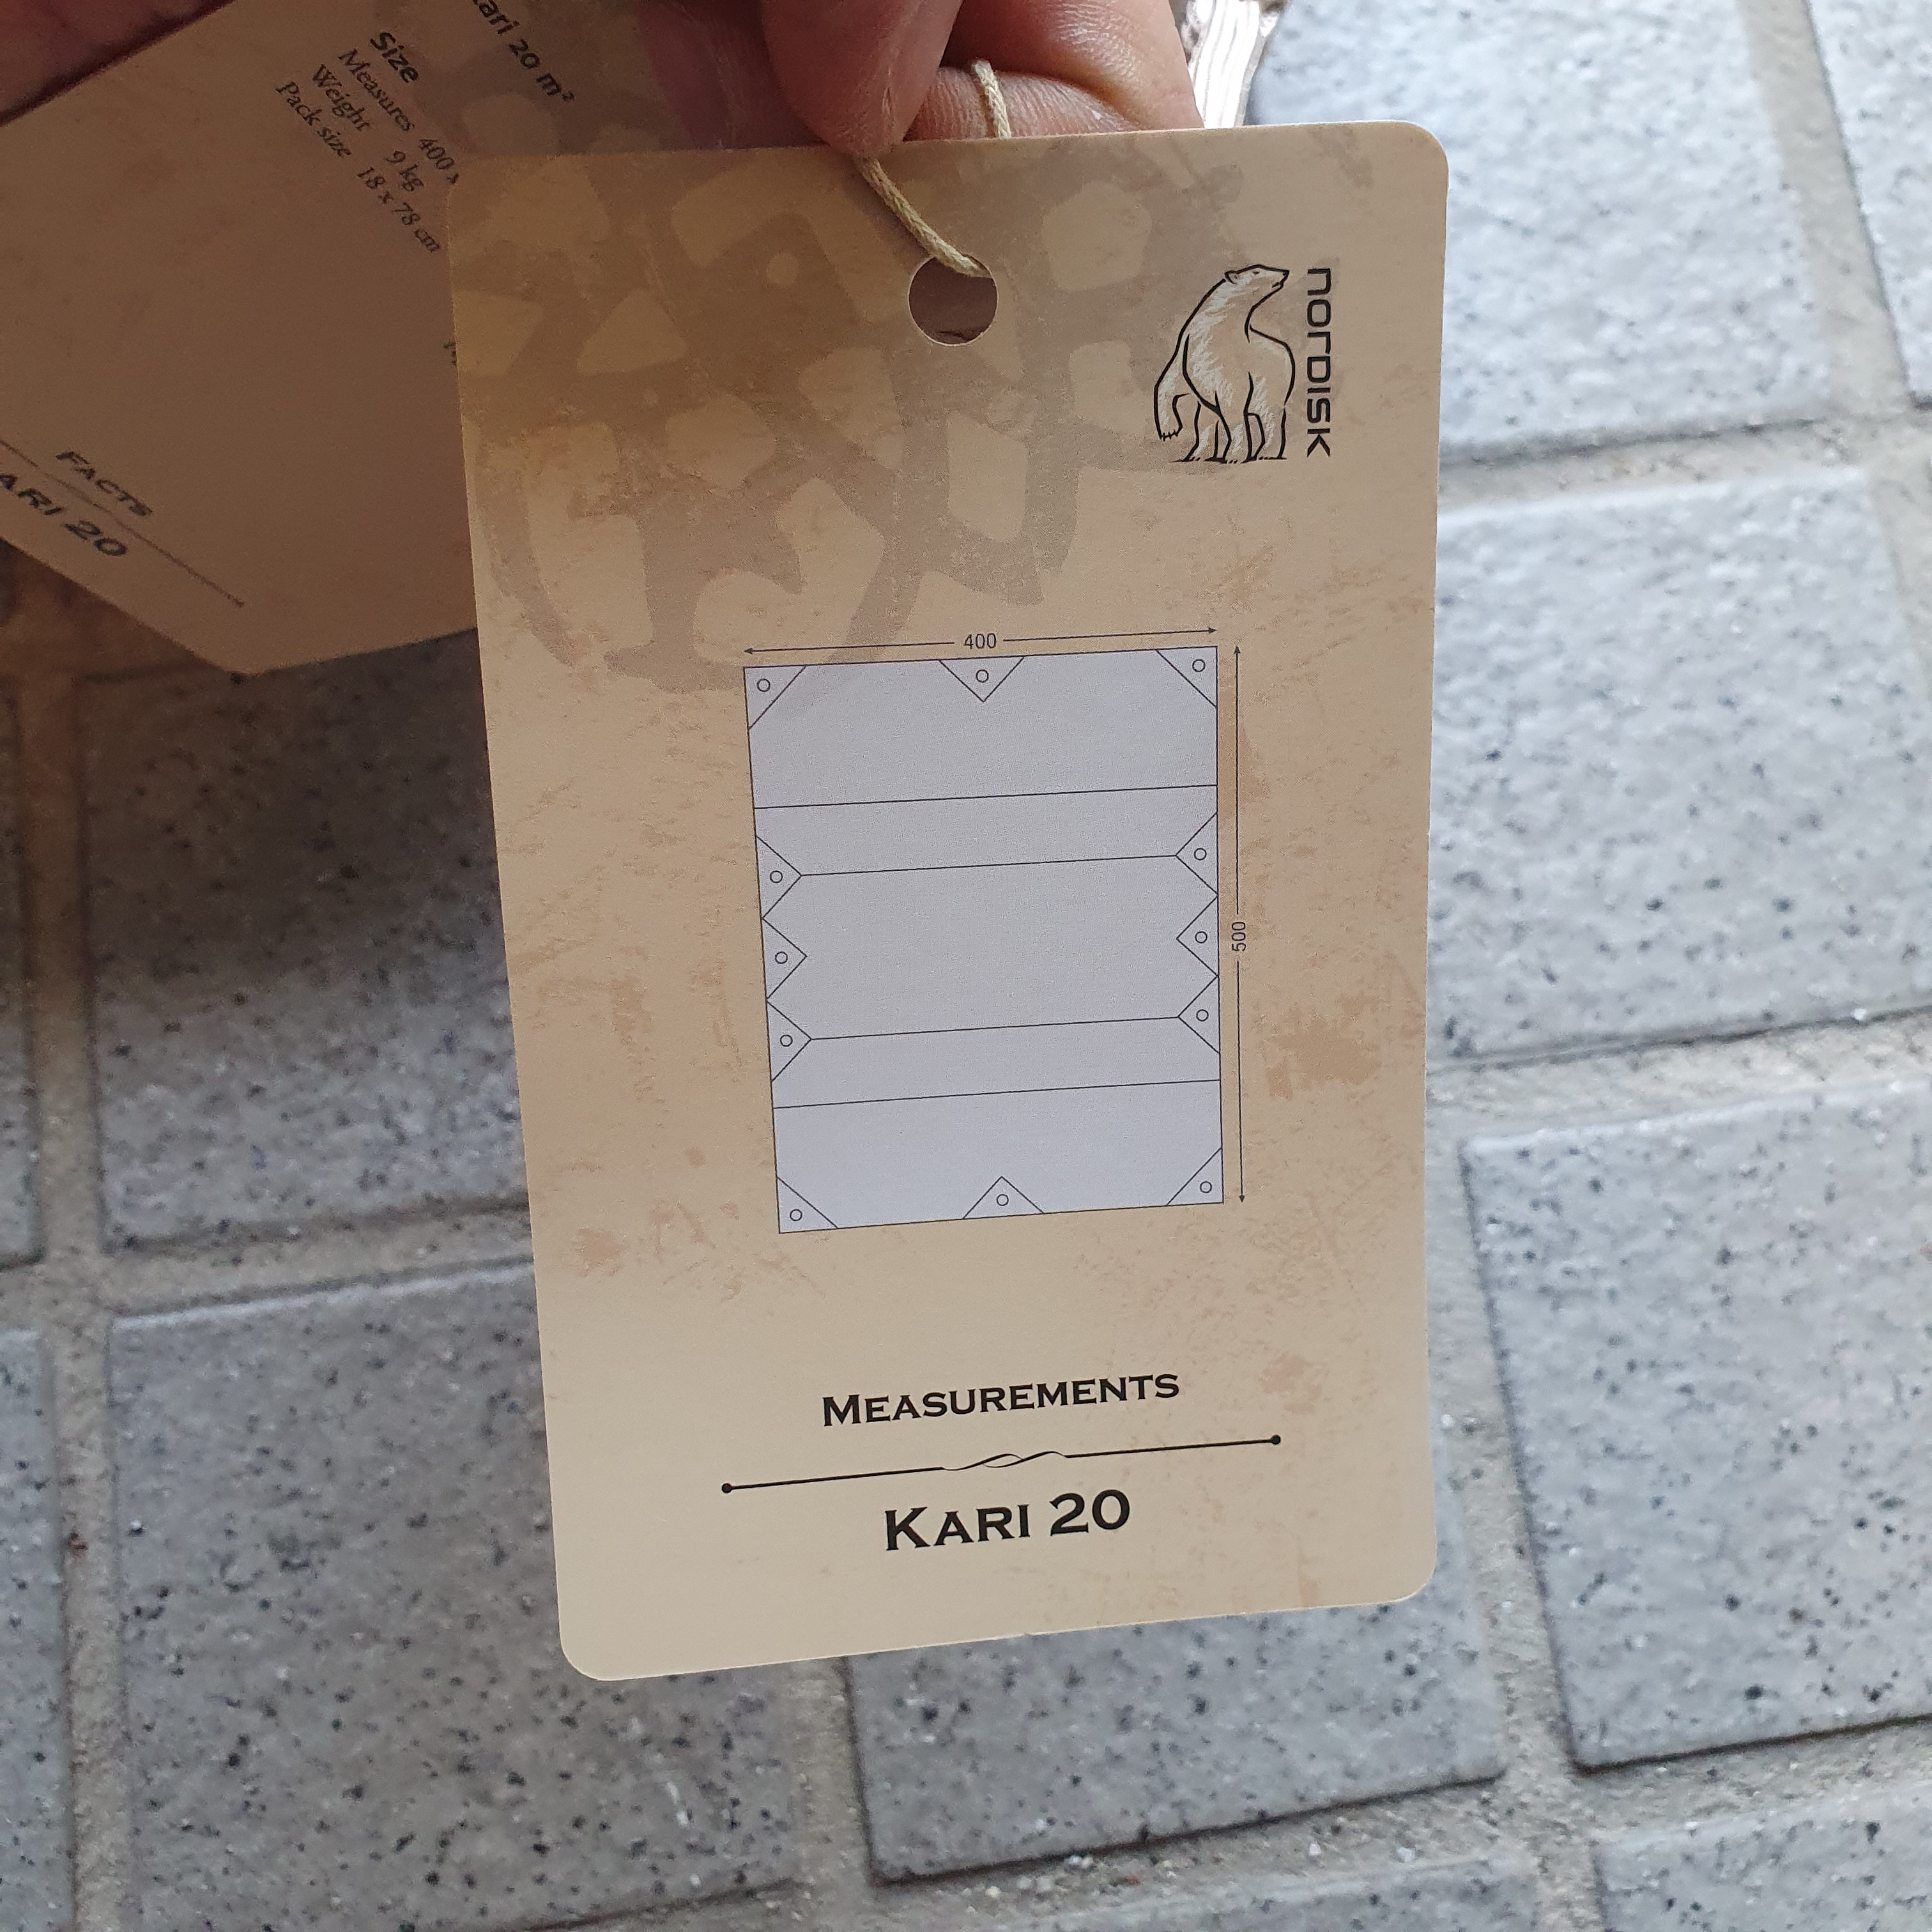 Kari 20 m²
Size
Measures 400 x
Weight 9 kg
Pack size 18 x 78 cm
FACTS
KARI 20
NORDISK
400
500
MEASUREMENTS
KARI 20